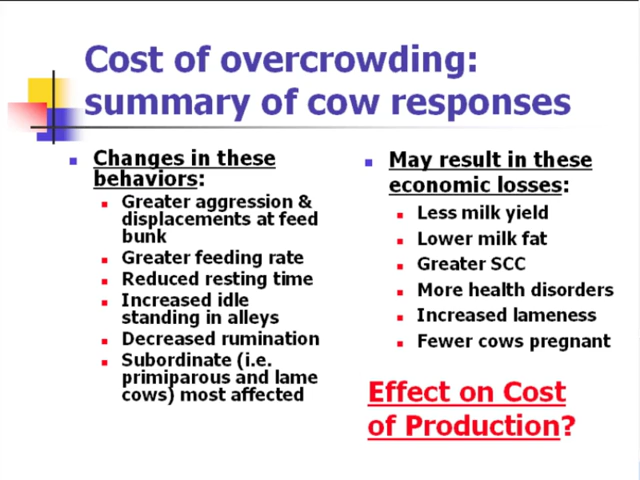 Cost of overcrowding:
summary of cow responses
Changes in these
behaviors:
Greater aggression &
displacements at feed
bunk
Greater feeding rate
Reduced resting time
Increased idle
standing in alleys
Decreased rumination
Subordinate (i.e.
primiparous and lame
cows) most affected
May result in these
economic losses:
Less milk yield
Lower milk fat
Greater SCC
More health disorders
Increased lameness
Fewer cows pregnant
Effect on Cost
of Production?